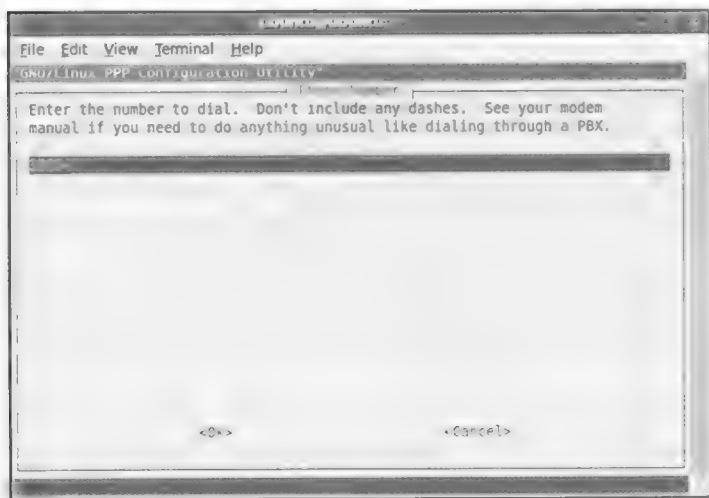 File Edit View Terminal Help
"GNU/Linux PPP Configuration Utility"
Enter the number to dial. Don't include any dashes. See your modem
manual if you need to do anything unusual like dialing through a PBX.
<Ok> <Cancel>